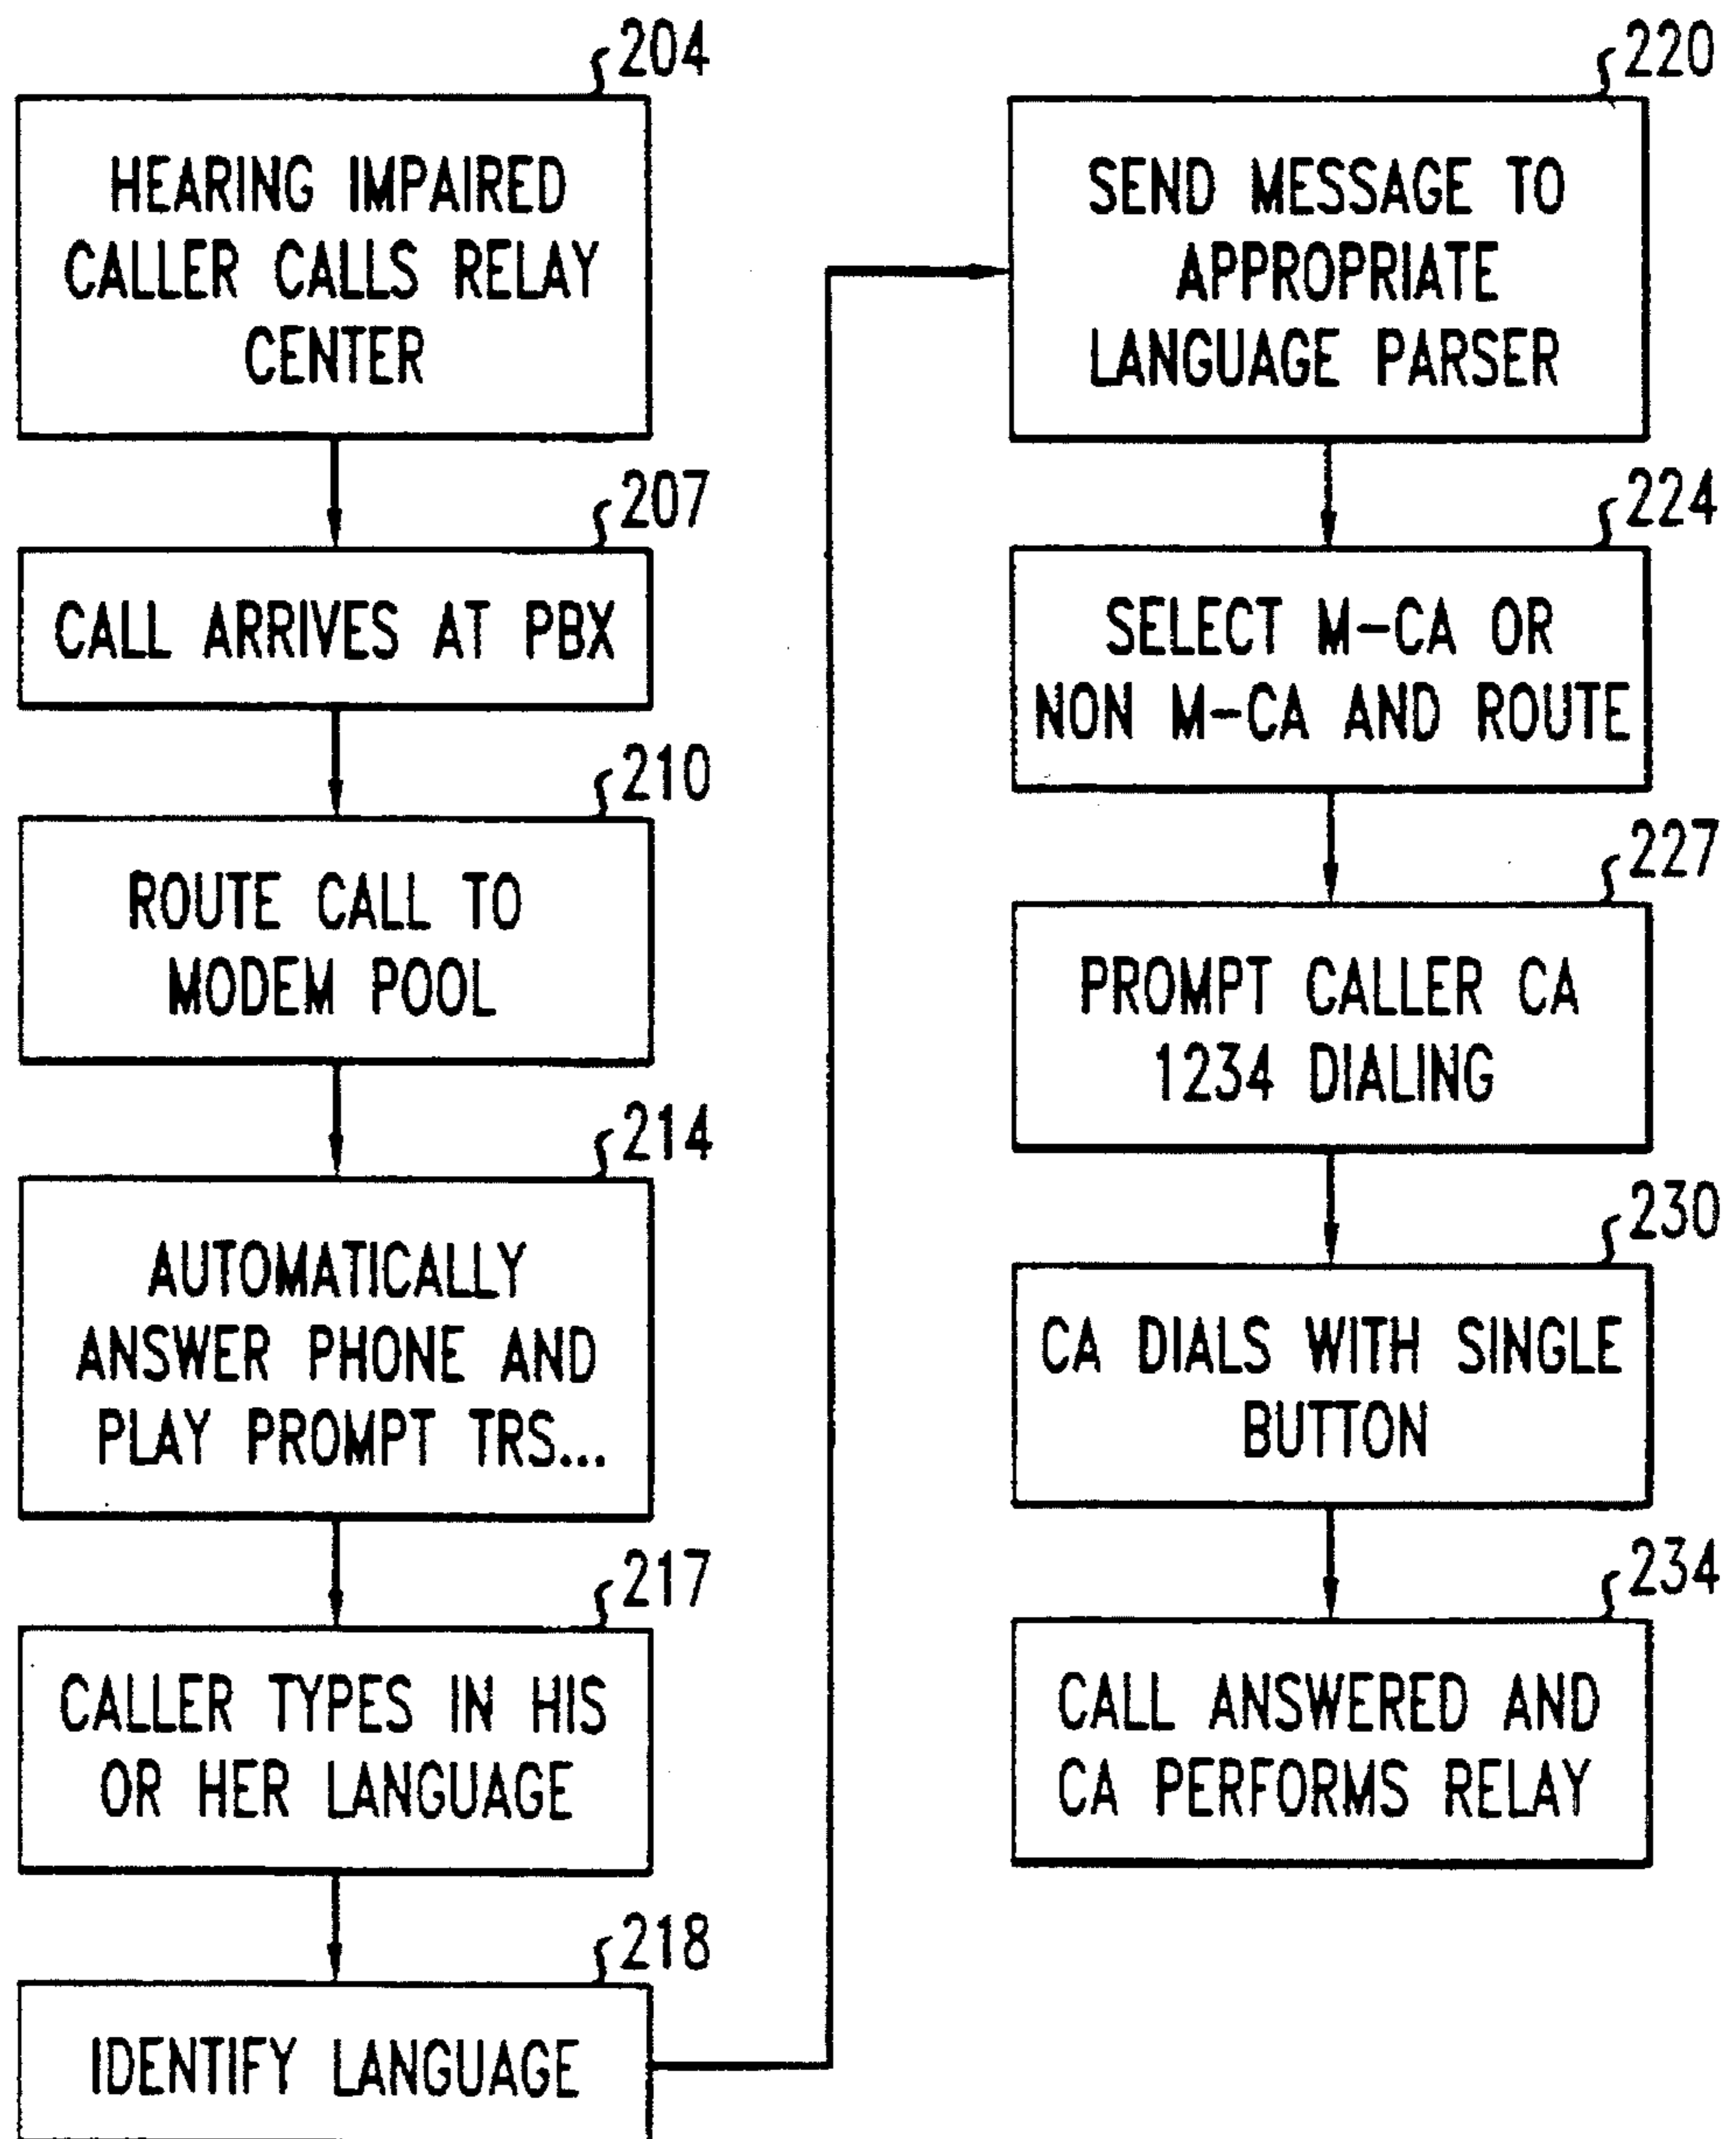 204
HEARING IMPAIRED
CALLER CALLS RELAY
CENTER
207
CALL ARRIVES AT PBX
210
ROUTE CALL TO
MODEM POOL
214
AUTOMATICALLY
ANSWER PHONE AND
PLAY PROMPT TRS...
217
CALLER TYPES IN HIS
OR HER LANGUAGE
218
IDENTIFY LANGUAGE
220
SEND MESSAGE TO
APPROPRIATE
LANGUAGE PARSER
224
SELECT M-CA OR
NON M-CA AND ROUTE
227
PROMPT CALLER CA
1234 DIALING
230
CA DIALS WITH SINGLE
BUTTON
234
CALL ANSWERED AND
CA PERFORMS RELAY